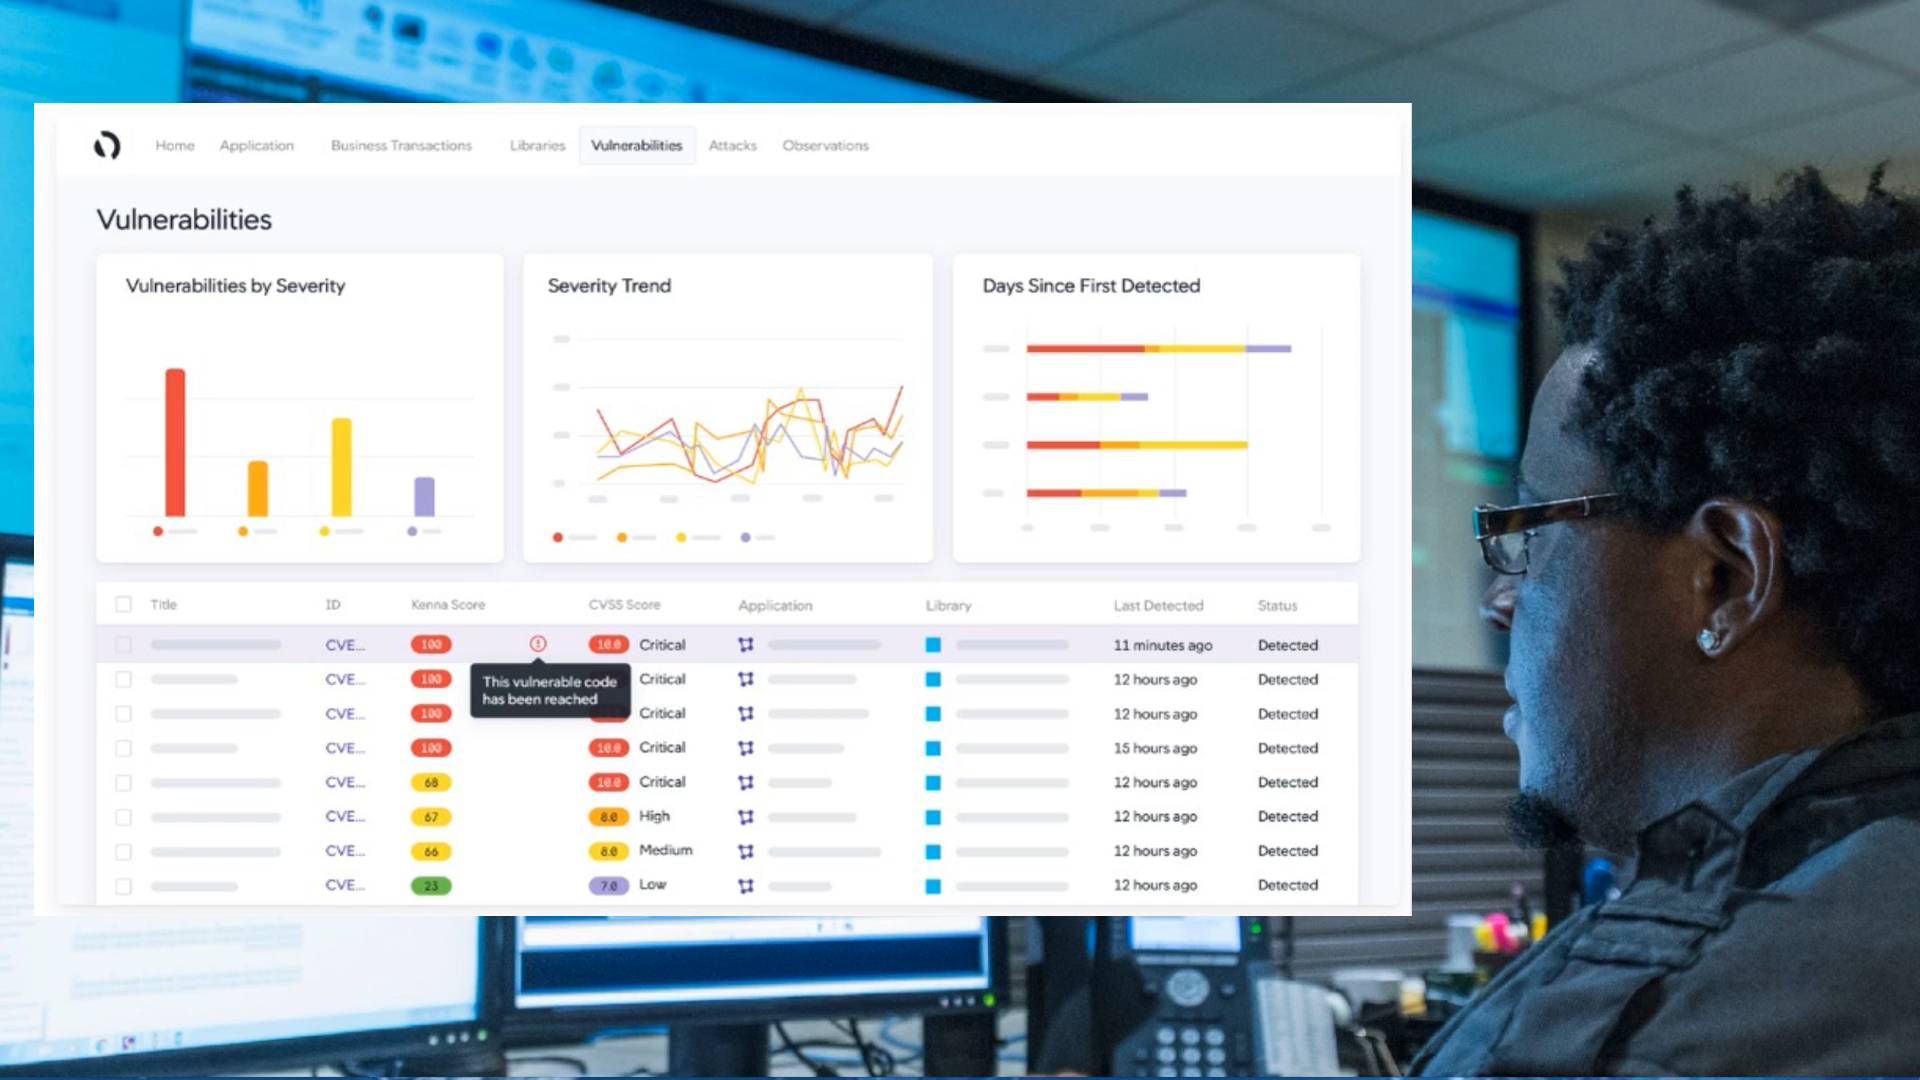 Home Application Business Transactions Libraries Vulnerabilities Attacks Observations
Vulnerabilities
Vulnerabilities by Severity
Severity Trend
Days Since First Detected
Title ID Kenna Score CVSS Score Application Library Last Detected Status
CVE... 100 10.0 Critical 11 minutes ago Detected
CVE... 100 Critical 12 hours ago Detected
This vulnerable code
has been reached
CVE... 100 Critical 12 hours ago Detected
CVE... 100 10.0 Critical 15 hours ago Detected
CVE... 68 10.0 Critical 12 hours ago Detected
CVE... 67 8.0 High 12 hours ago Detected
CVE... 66 8.0 Medium 12 hours ago Detected
CVE... 23 7.0 Low 12 hours ago Detected